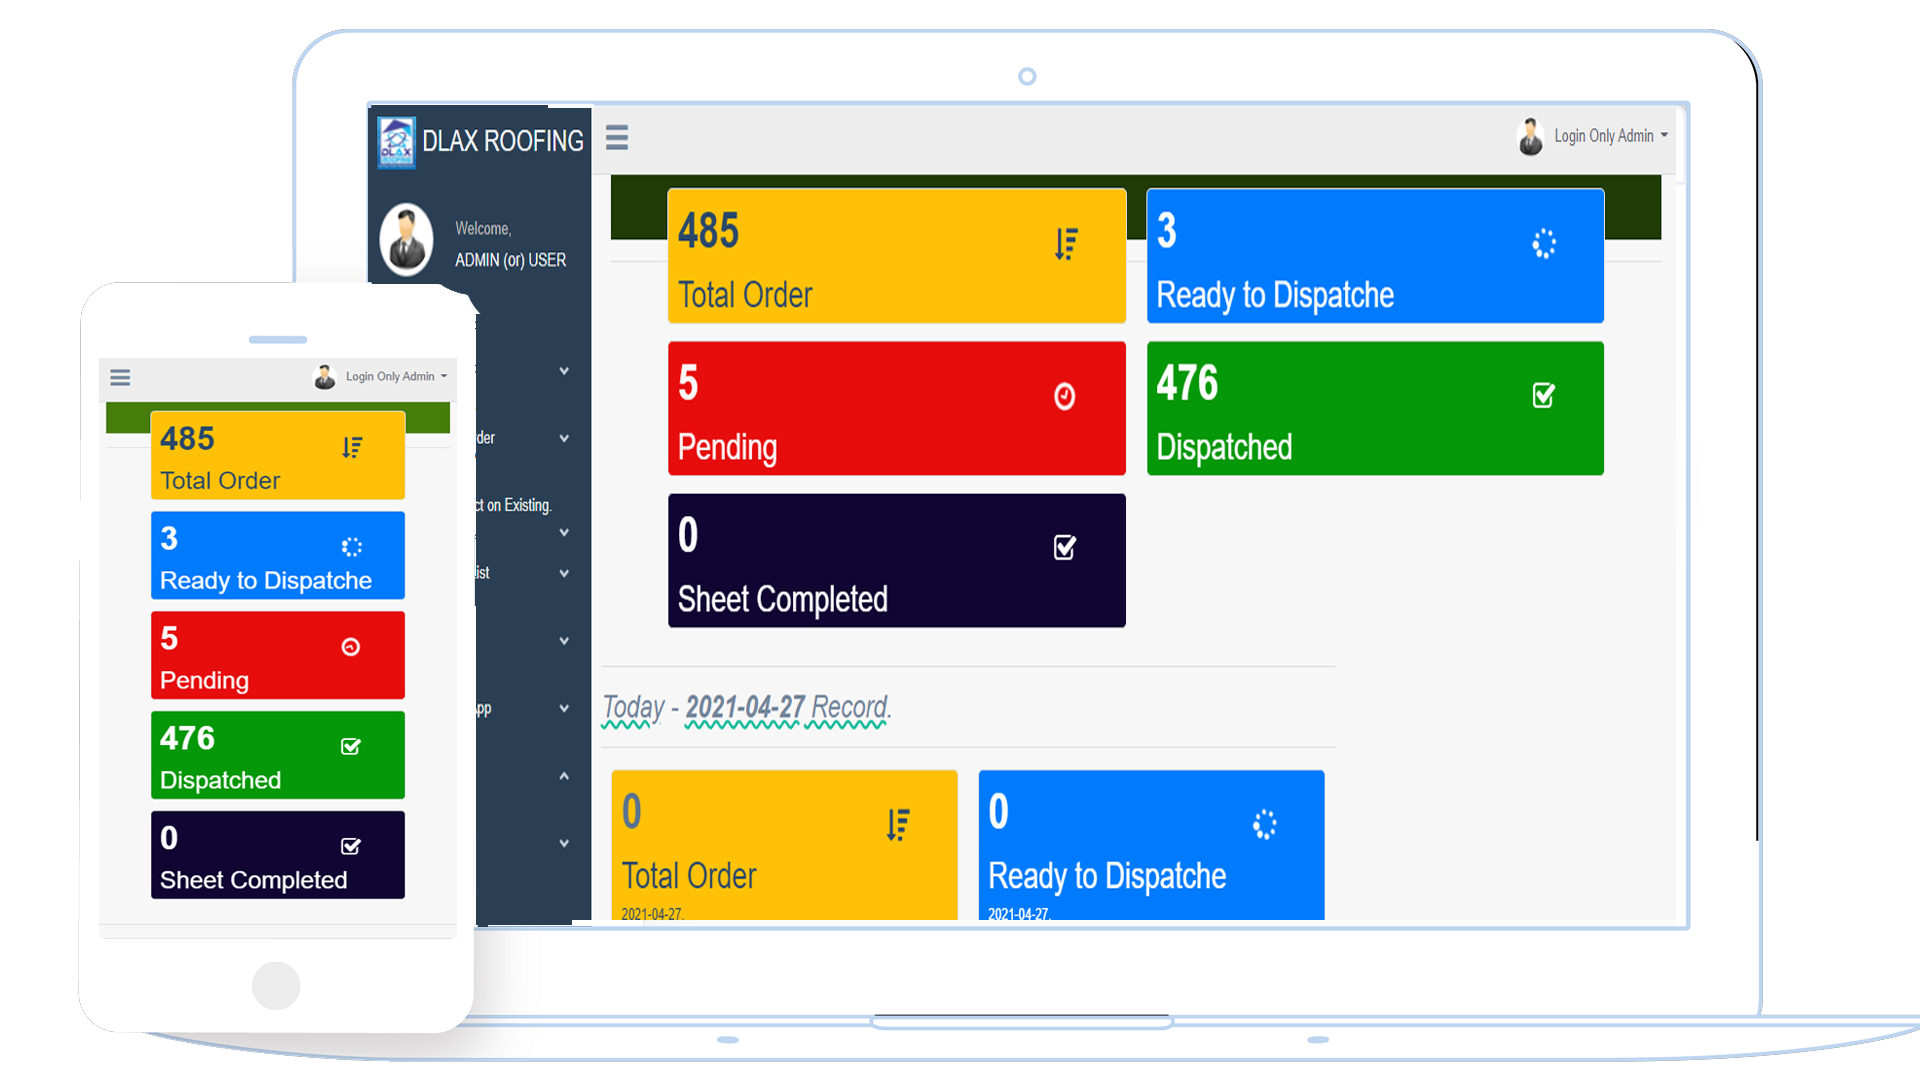 DLAX ROOFING
Login Only Admin
Welcome,
ADMIN (or) USER
485
Total Order
3
Ready to Dispatche
5
Pending
476
Dispatched
0
Sheet Completed
ct on Existing.
Today - 2021-04-27 Record.
0
Total Order
2021-04-27.
0
Ready to Dispatche
2021-04-27.
Login Only Admin
485
Total Order
3
Ready to Dispatche
5
Pending
476
Dispatched
0
Sheet Completed